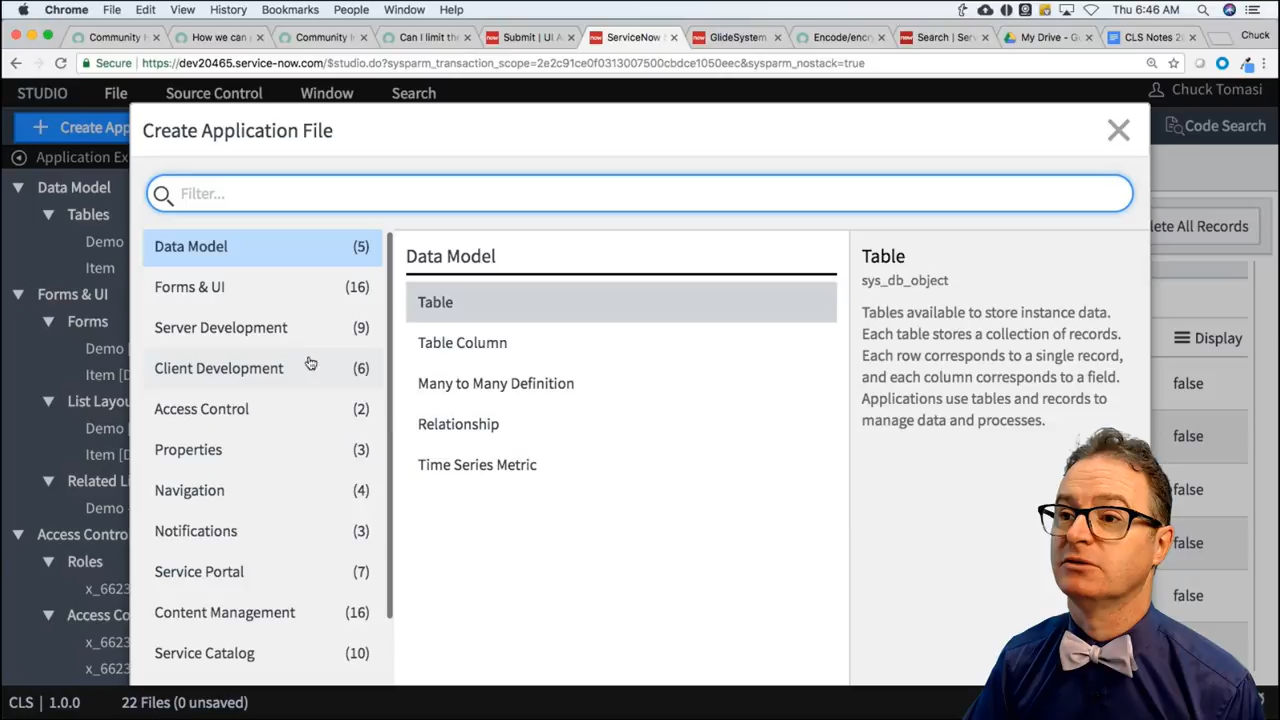 Chrome File Edit View History Bookmarks People Window Help Thu 6:46 AM
Community How we can Community Can I limit the Submit | UI A ServiceNow GlideSystem Encode/en Search | Serv My Drive - G CLS Notes 2 Chuck
Secure https://dev20465.service-now.com/$studio.do?sysparm_transaction_scope=2e2c91ce0f0313007500cbdce1050eec&sysparm_nostack=true
STUDIO File Source Control Window Search Chuck Tomasi
Create App Code Search
Create Application File
Application Ex
Filter...
Data Model
Tables
Demo
Item
Forms & UI
Forms
Demo
Item [D
List Layou
Demo
Item [D
Related Li
Demo
Access Contro
Roles
x_6623
Access Co
x_6623
x_6623
Data Model (5)
Forms & UI (16)
Server Development (9)
Client Development (6)
Access Control (2)
Properties (3)
Navigation (4)
Notifications (3)
Service Portal (7)
Content Management (16)
Service Catalog (10)
Data Model
Table
Table Column
Many to Many Definition
Relationship
Time Series Metric
Table
sys_db_object
Tables available to store instance data.
Each table stores a collection of records.
Each row corresponds to a single record,
and each column corresponds to a field.
Applications use tables and records to
manage data and processes.
lete All Records
Display
false
false
false
false
false
CLS | 1.0.0 22 Files (0 unsaved)